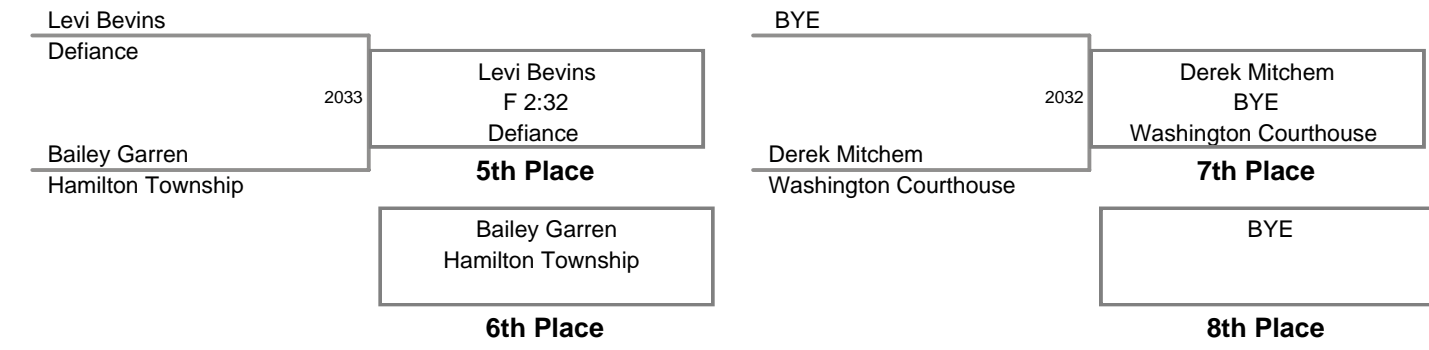 Levi Bevins
Defiance
2033
Bailey Garren
Hamilton Township
Levi Bevins
F 2:32
Defiance
5th Place
Bailey Garren
Hamilton Township
6th Place
BYE
2032
Derek Mitchem
Washington Courthouse
Derek Mitchem
BYE
Washington Courthouse
7th Place
BYE
8th Place